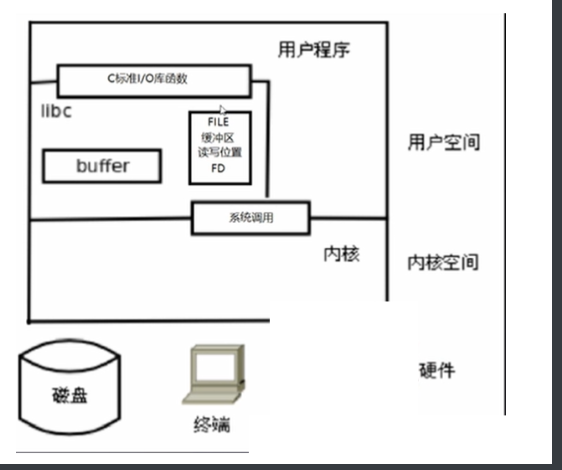 用户程序
C标准I/O库函数
libc
FILE
缓冲区
读写位置
FD
buffer
用户空间
系统调用
内核
内核空间
硬件
磁盘
终端